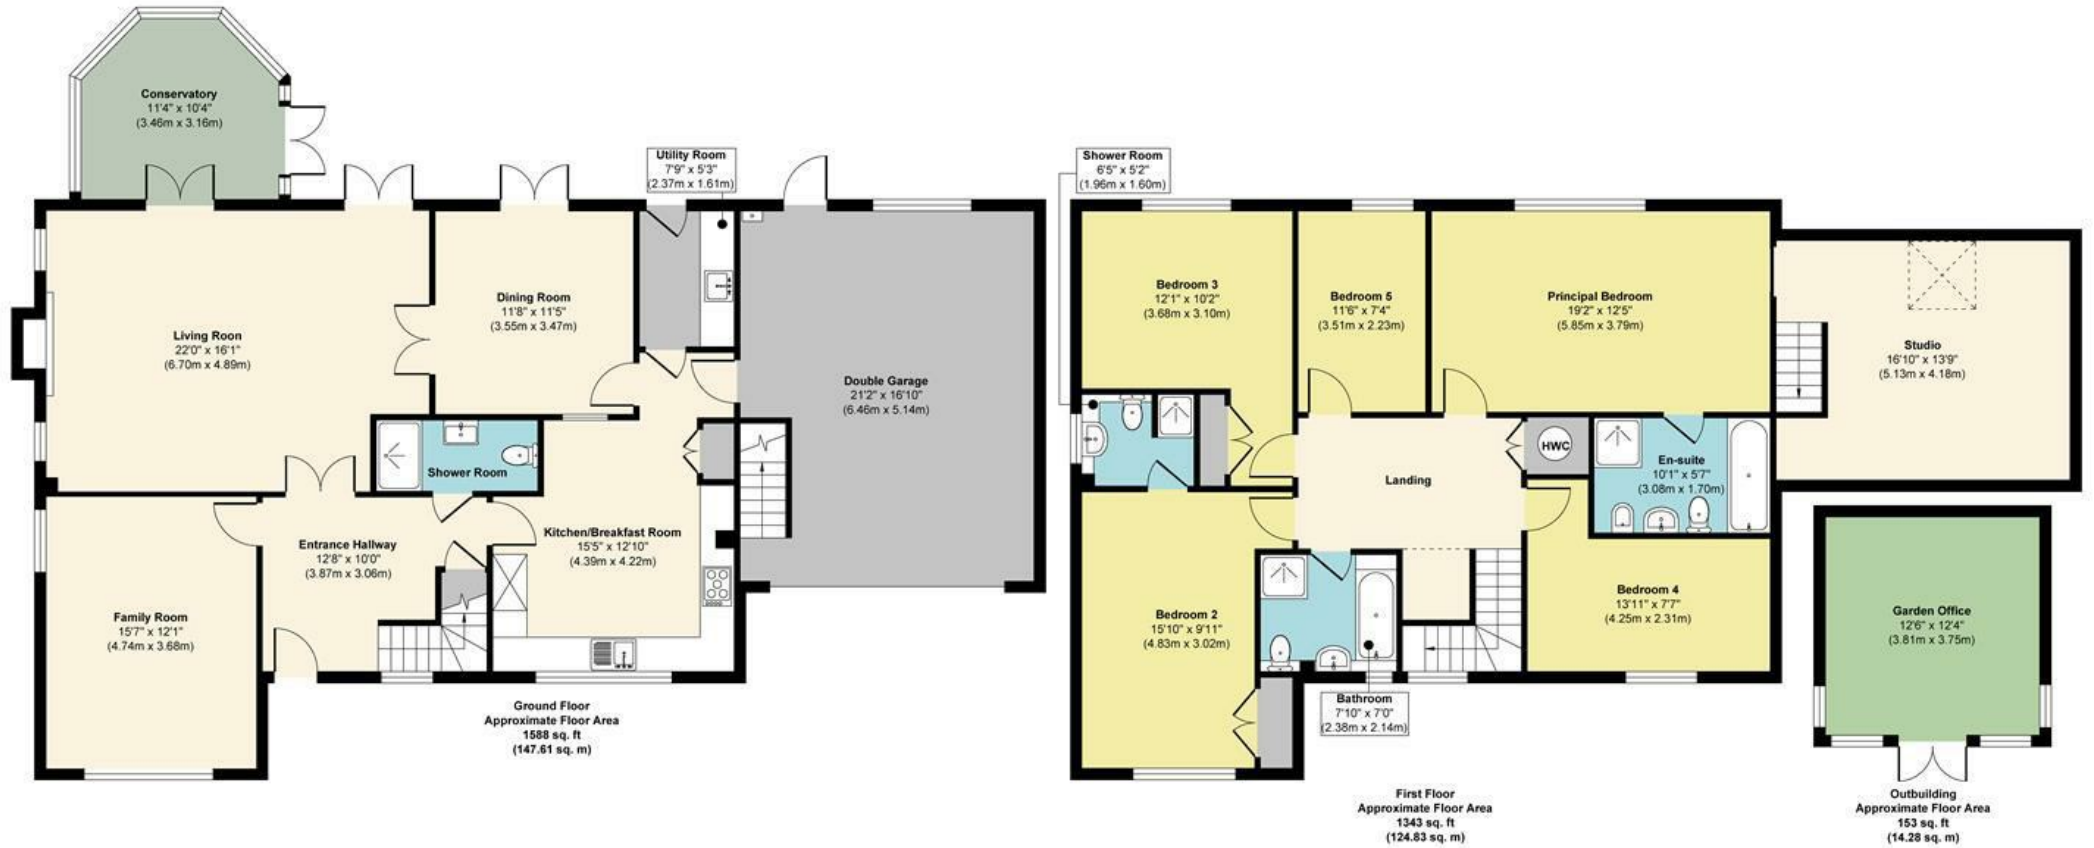 Conservatory
11'4" x 10'4"
(3.46m x 3.16m)
Utility Room
7'9" x 5'3"
(2.37m x 1.61m)
Living Roon
22'0" x 16'1"
(6.70m x 4.89m)
Dining Room
11'8" x 11'5"
(3.55m x 3.47m)
Double Garage
21'2" x 16'10"
(6.46m x 5.14m)
Shower Room
Entrance Hallway
12'8" x 10'0"
(3.87m x 3.06m)
Kitchen/Breakfast Room
15'5" x 12'10"
(4.39m x 4.22m)
Family Room
15'7" x 12'1"
(4.74m x 3.68m)
Ground Floor
Approximate Floor Area
1588 sq. ft
(147.61 sq. m)
Shower Room
6'5" x 5'2"
(1.96m x 1.60m)
Bedroom 3
12'1" x 10'2"
(3.68m x 3.10m)
Bedroom 5
11'6" x 7'4"
(3.51m x 2.23m)
Principal Bedroom
19'2" x 12'5"
(5.85m x 3.79m)
Studio
16'10" x 13'9"
(5.13m x 4.18m)
HWC
En-suite
10'1" x 5'7"
(3.08m x 1.70m)
Landing
Bedroom 2
15'10" x 9'11"
(4.83m x 3.02m)
Bedroom 4
13'11" x 7'7"
(4.25m x 2.31m)
Bathroom
7'10" x 7'0"
(2.38m x 2.14m)
First Floor
Approximate Floor Area
1343 sq. ft
(124.83 sq. m)
Garden Office
12'6" x 12'4"
(3.81m x 3.75m)
Outbuilding
Approximate Floor Area
153 sq. ft
(14.28 sq. m)